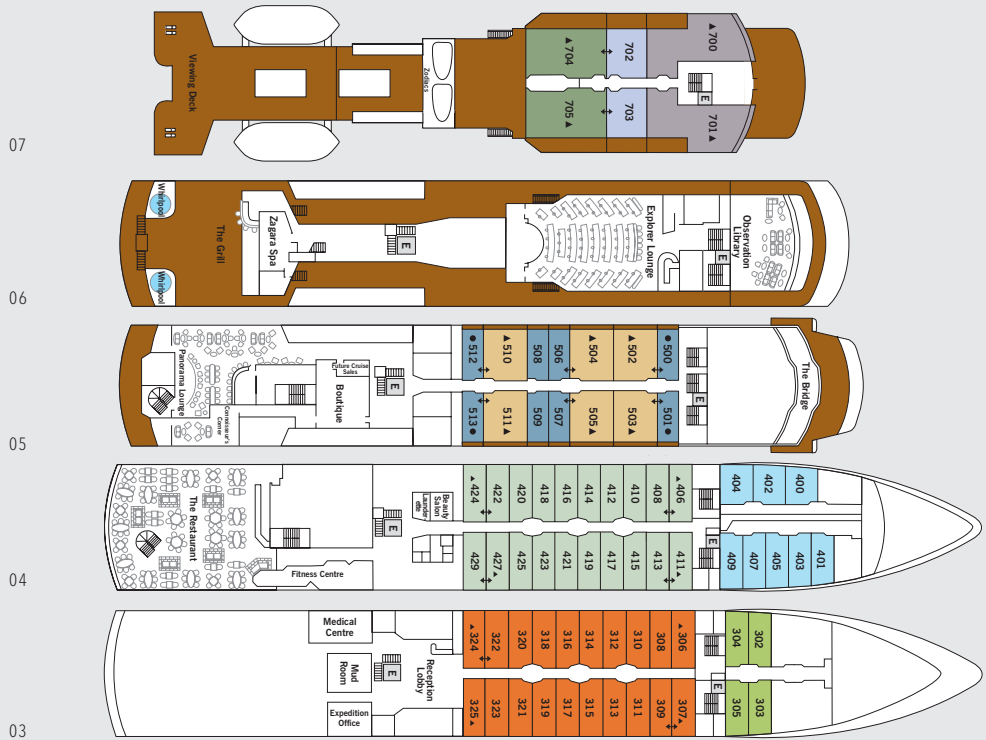 07
Viewing Deck
Zodiacs
▲704
702
▲700
705▲
703
701▲
E
06
Whirlpool
Whirlpool
The Grill
Zagara Spa
E
Explorer Lounge
Observation
Library
E
05
Panorama Lounge
Connoisseur's
Corner
Future Cruise
Sales
Boutique
E
●512
▲510
508
506
▲504
▲502
●500
513●
511▲
509
507
505▲
503▲
501●
E
The Bridge
04
The Restaurant
Fitness Centre
E
Beauty
Salon
Launder
ette
▲424
422
420
418
416
414
412
410
408
▲406
429
427▲
425
423
421
419
417
415
413
411▲
E
404
402
400
409
407
405
403
401
03
Medical
Centre
Mud
Room
Expedition
Office
E
Reception
Lobby
▲324
322
320
318
316
314
312
310
308
▲306
325▲
323
321
319
317
315
313
311
309
307▲
E
304
302
305
303